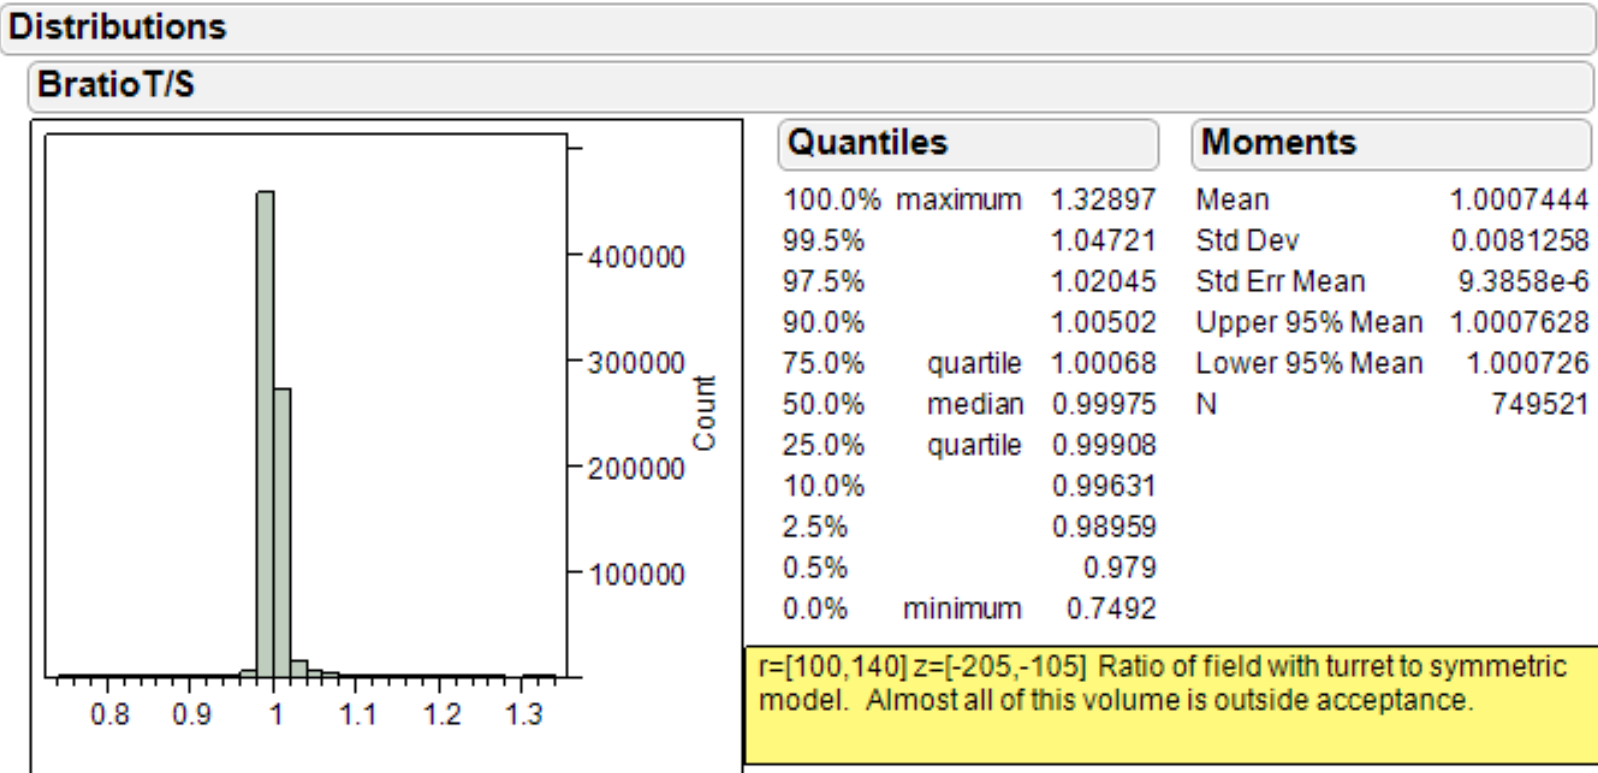 Distributions
BratioT/S
400000
300000
200000
100000
Count
0.8 0.9 1 1.1 1.2 1.3
Quantiles
100.0% maximum 1.32897
99.5% 1.04721
97.5% 1.02045
90.0% 1.00502
75.0% quartile 1.00068
50.0% median 0.99975
25.0% quartile 0.99908
10.0% 0.99631
2.5% 0.98959
0.5% 0.979
0.0% minimum 0.7492
Moments
Mean 1.0007444
Std Dev 0.0081258
Std Err Mean 9.3858e-6
Upper 95% Mean 1.0007628
Lower 95% Mean 1.000726
N 749521
r=[100,140] z=[-205,-105] Ratio of field with turret to symmetric
model. Almost all of this volume is outside acceptance.